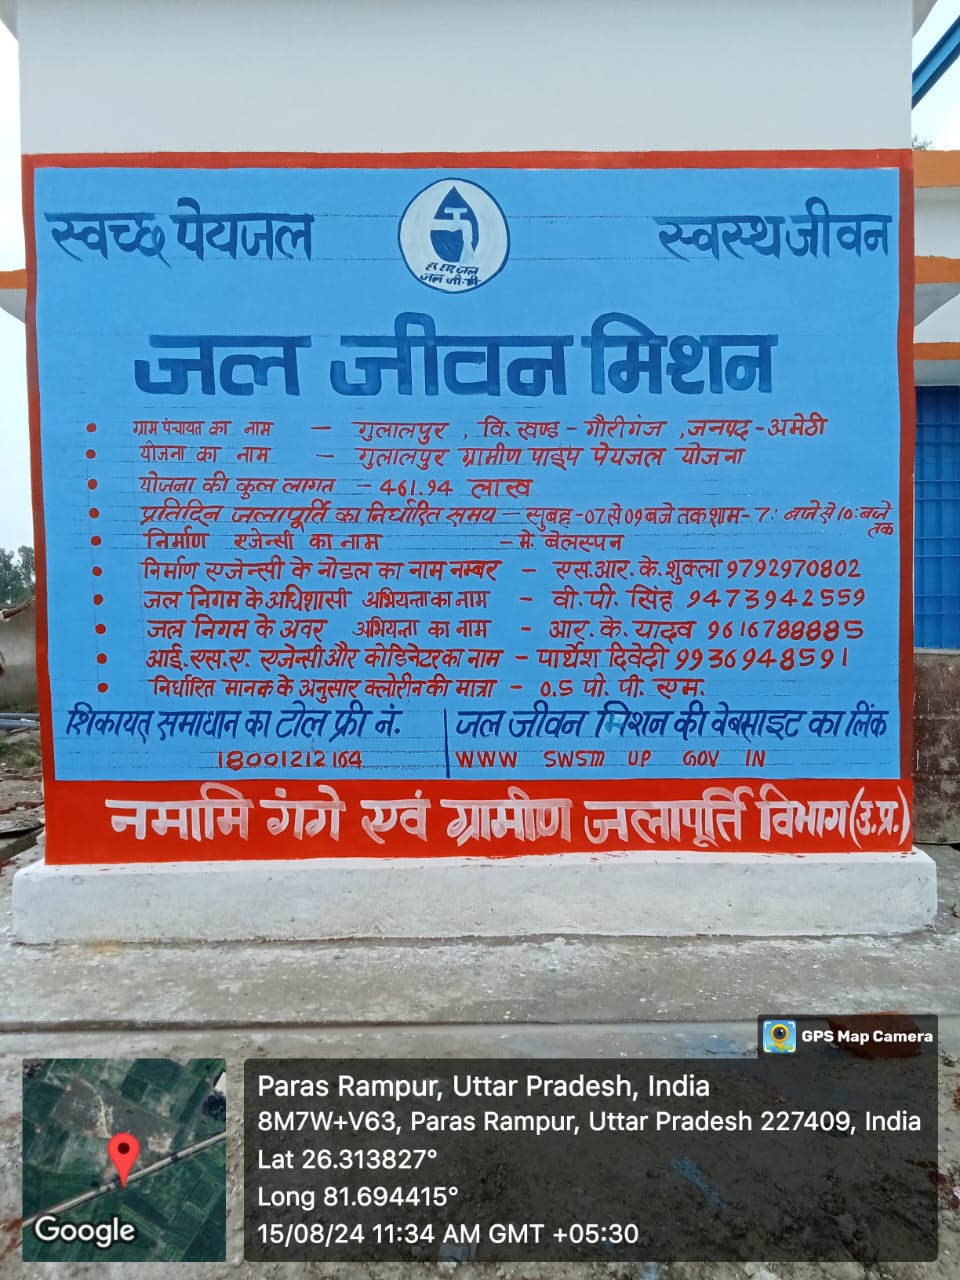 स्वच्छ पेयजल
स्वस्थ जीवन
हर घर जल
जल जीवन मिशन
ग्राम पंचायत का नाम – गुलालपुर , वि. खण्ड - गौरीगंज , जनपद - अमेठी
योजना का नाम – गुलालपुर ग्रामीण पाइप पेयजल योजना
योजना की कुल लागत – 461.94 लाख
प्रतिदिन जलापूर्ति का निर्धारित समय – सुबह - 07 से 09 बजे तक शाम - 7: बजे से 10: बजे तक
निर्माण एजेन्सी का नाम – मे. बेलस्पन
निर्माण एजेन्सी के नोडल का नाम नम्बर – एस. आर. के. शुक्ला 9792970802
जल निगम के अधिशासी अभियन्ता का नाम – वी. पी. सिंह 9473942559
जल निगम के अवर अभियन्ता का नाम – आर. के. यादव 9616788885
आई. एस. ए. एजेन्सी और कोडिनेटर का नाम – पार्थेश दिवेदी 9936948591
निर्धारित मानक के अनुसार क्लोरीन की मात्रा – 0.5 पी. पी. एम.
शिकायत समाधान का टोल फ्री नं.
18001212164
जल जीवन मिशन की वेबसाइट का लिंक
WWW SWSM UP GOV IN
नमामि गंगे एवं ग्रामीण जलापूर्ति विभाग (उ.प्र.)
GPS Map Camera
Paras Rampur, Uttar Pradesh, India
8M7W+V63, Paras Rampur, Uttar Pradesh 227409, India
Lat 26.313827°
Long 81.694415°
15/08/24 11:34 AM GMT +05:30
Google